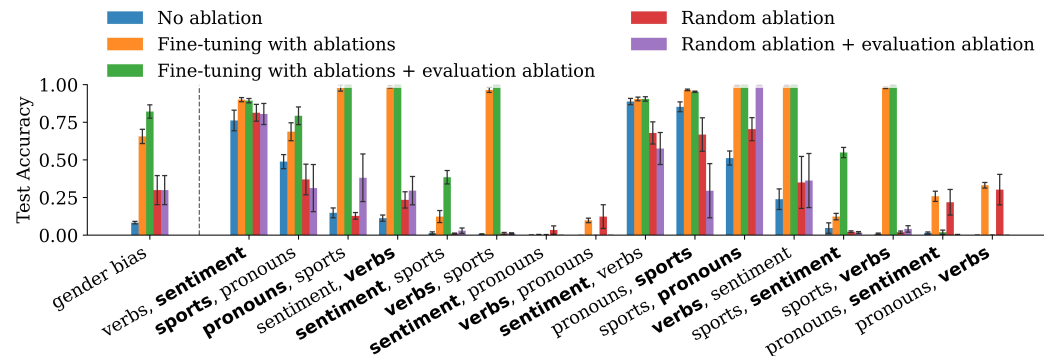 No ablation
Fine-tuning with ablations
Fine-tuning with ablations + evaluation ablation
Random ablation
Random ablation + evaluation ablation
Test Accuracy
1.00
0.75
0.50
0.25
0.00
gender bias
verbs, sentiment
sports, pronouns
pronouns, sports
sentiment, verbs
sentiment, sports
verbs, sports
sentiment, pronouns
verbs, pronouns
sentiment, verbs
pronouns, sports
sports, pronouns
verbs, sentiment
sports, sentiment
sports, verbs
pronouns, sentiment
pronouns, verbs